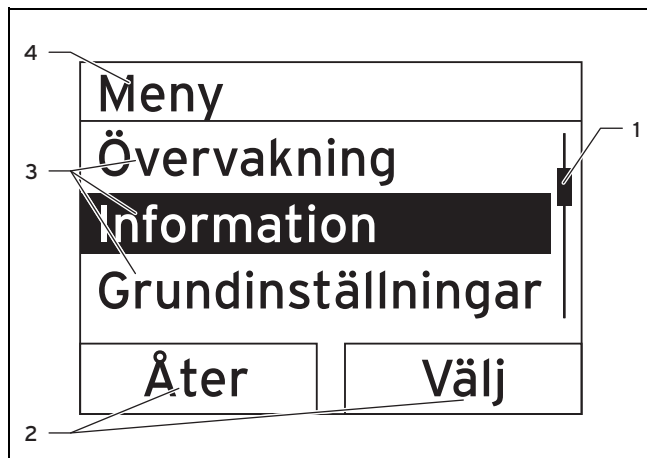 4
Meny
1
Övervakning
3
Information
Grundinställningar
Åter Välj
2